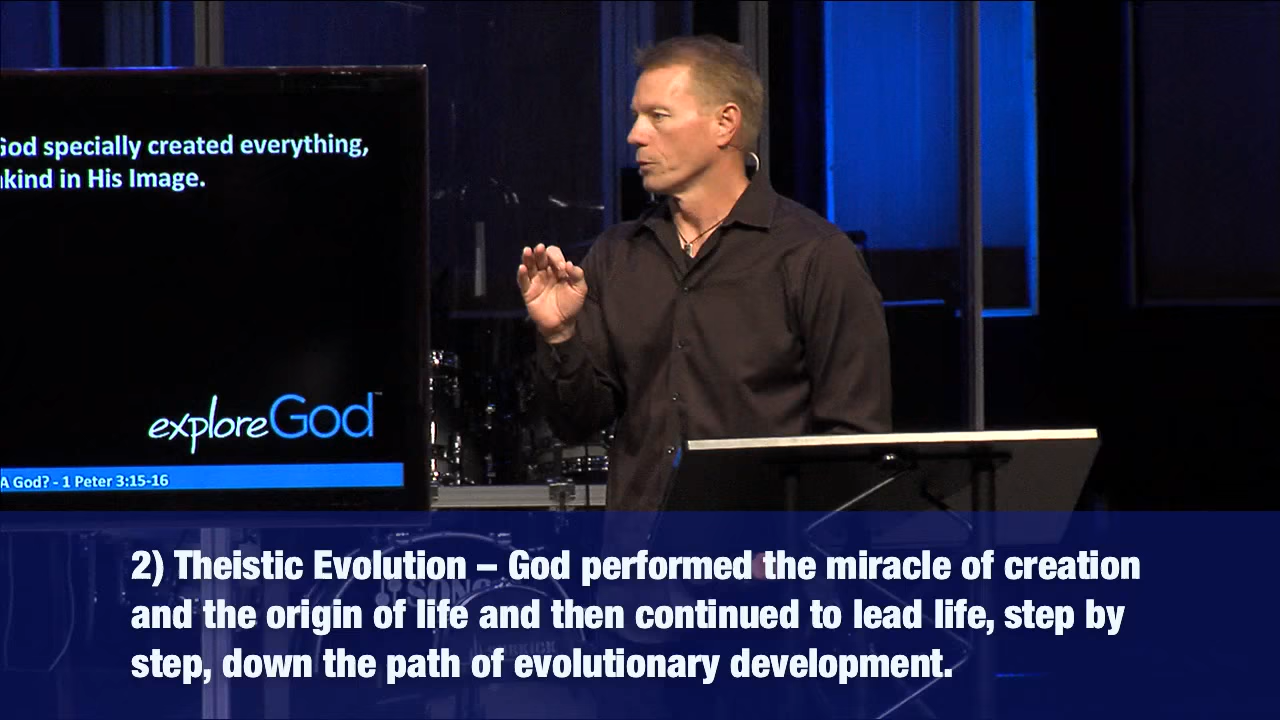 God specially created everything,
kind in His Image.
exploreGod
A God? - 1 Peter 3:15-16
2) Theistic Evolution – God performed the miracle of creation
and the origin of life and then continued to lead life, step by
step, down the path of evolutionary development.